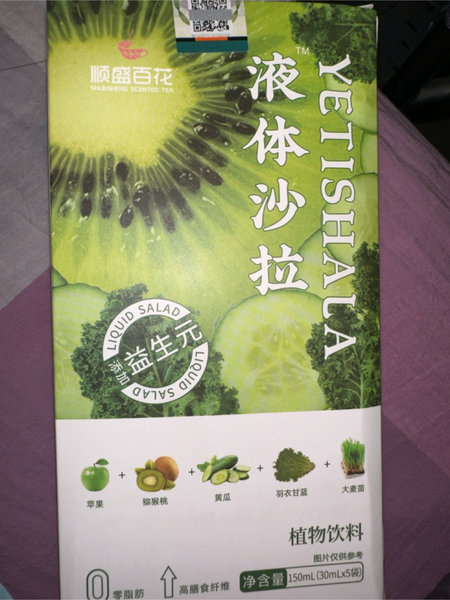 顺盛百花
SHUNSHENG SCENTED TEA
液体沙拉
TM
YETISHALA
LIQUID SALAD
添加益生元
LIQUID SALAD
苹果 + 猕猴桃 + 黄瓜 + 羽衣甘蓝 + 大麦苗
植物饮料
图片仅供参考
净含量 150mL(30mLx5袋)
0 零脂肪
高膳食纤维